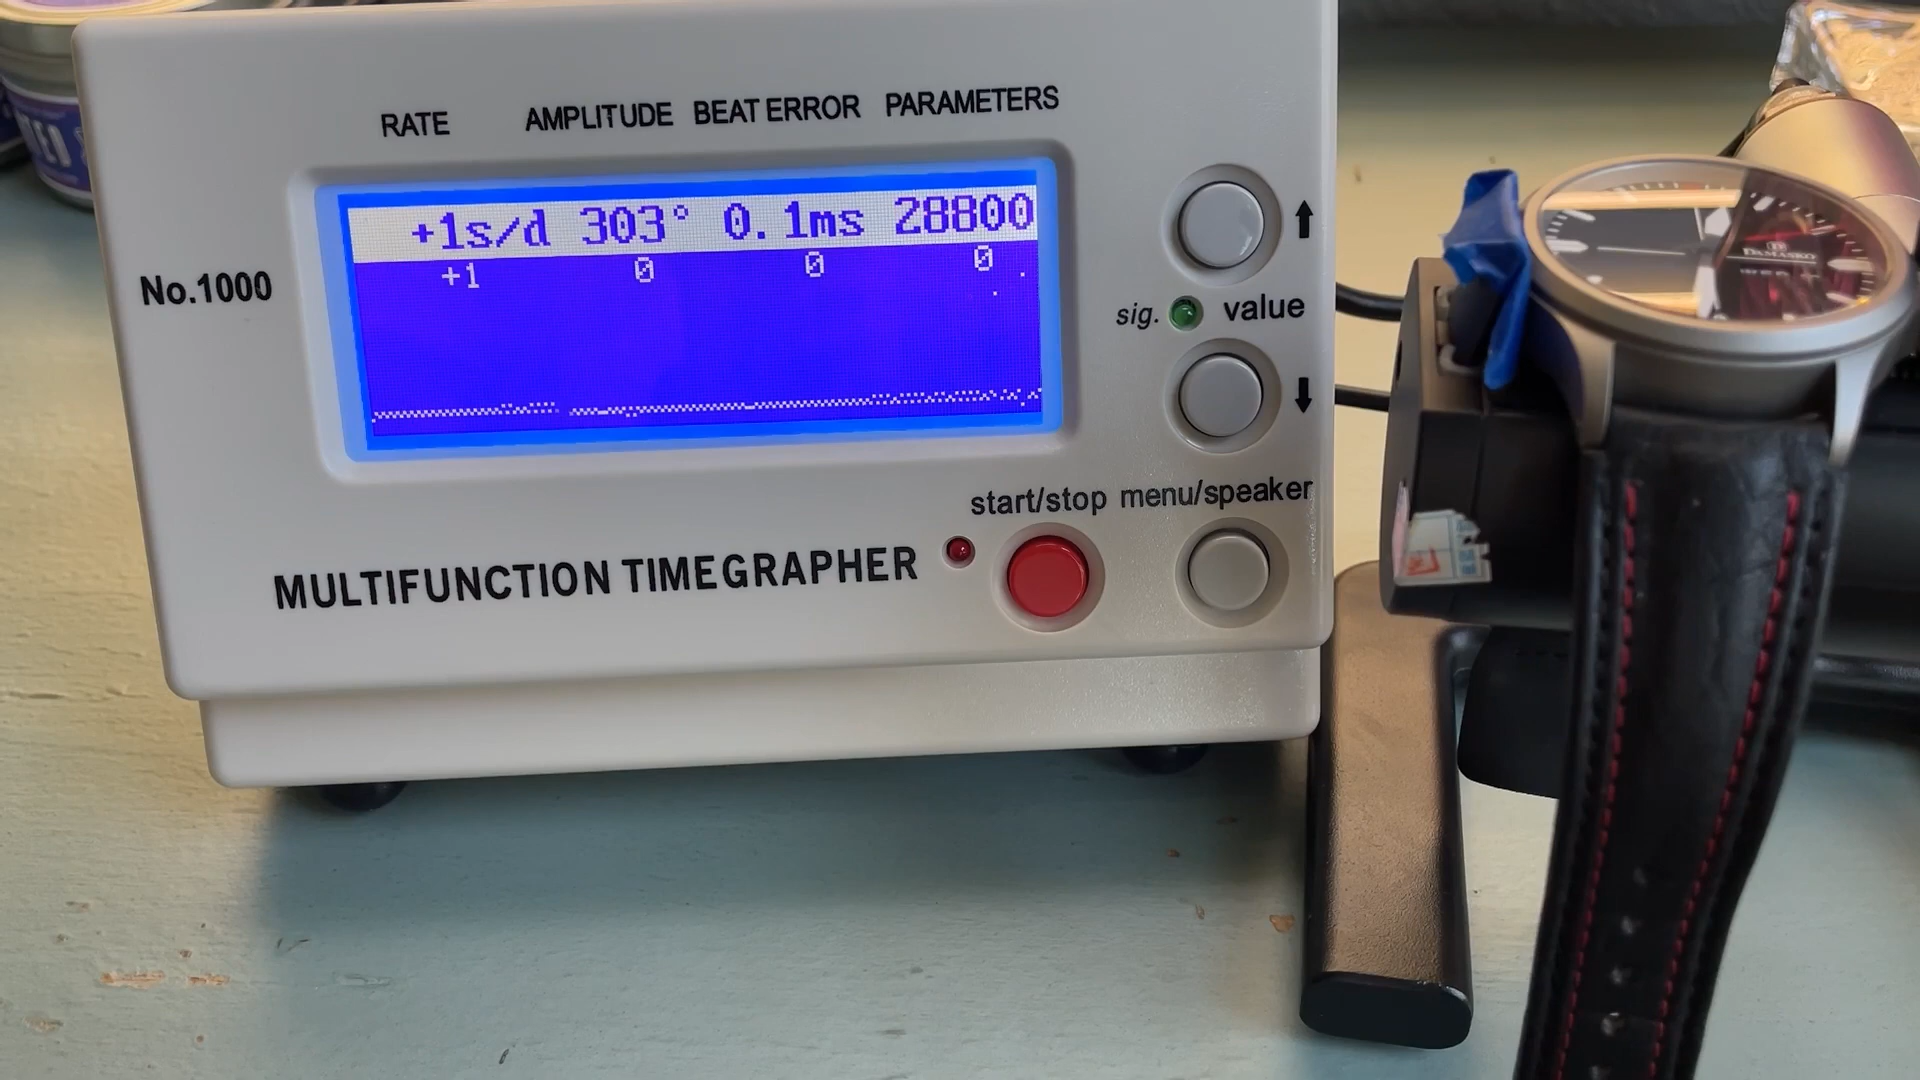 RATE AMPLITUDE BEAT ERROR PARAMETERS
+1s/d 303° 0.1ms 28800
+1 0 0 0
No.1000
sig. value
start/stop menu/speaker
MULTIFUNCTION TIMEGRAPHER
DAMASKO